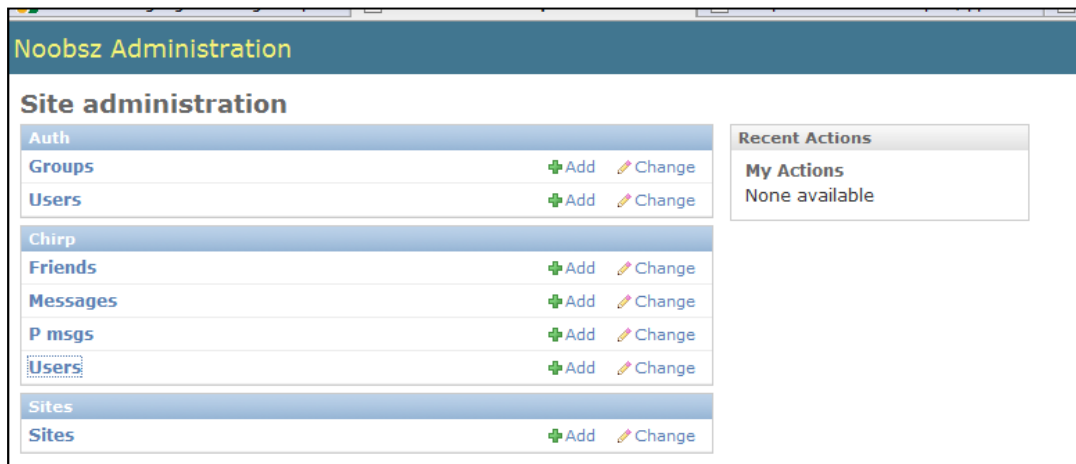 Noobsz Administration
Site administration
Auth
Groups Add Change
Users Add Change
Chirp
Friends Add Change
Messages Add Change
P msgs Add Change
Users Add Change
Sites
Sites Add Change
Recent Actions
My Actions
None available